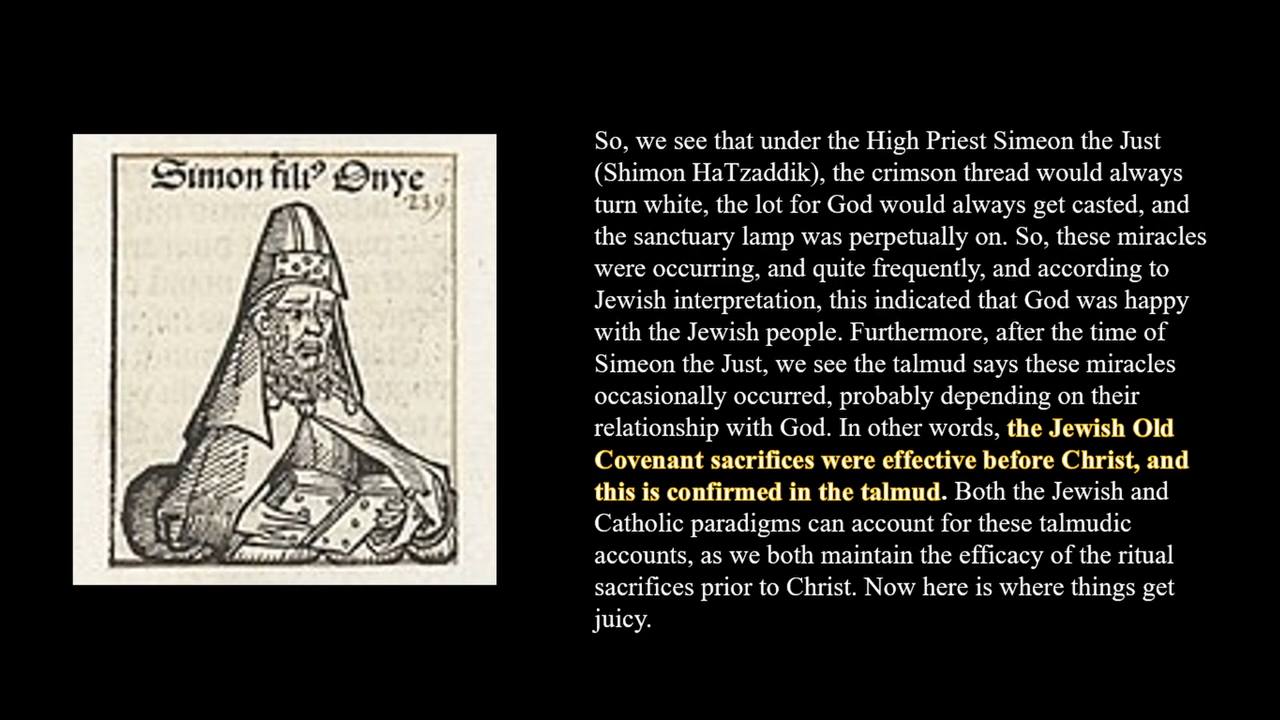 Simon filiꝰ Onye
239
So, we see that under the High Priest Simeon the Just
(Shimon HaTzaddik), the crimson thread would always
turn white, the lot for God would always get casted, and
the sanctuary lamp was perpetually on. So, these miracles
were occurring, and quite frequently, and according to
Jewish interpretation, this indicated that God was happy
with the Jewish people. Furthermore, after the time of
Simeon the Just, we see the talmud says these miracles
occasionally occurred, probably depending on their
relationship with God. In other words, the Jewish Old
Covenant sacrifices were effective before Christ, and
this is confirmed in the talmud. Both the Jewish and
Catholic paradigms can account for these talmudic
accounts, as we both maintain the efficacy of the ritual
sacrifices prior to Christ. Now here is where things get
juicy.